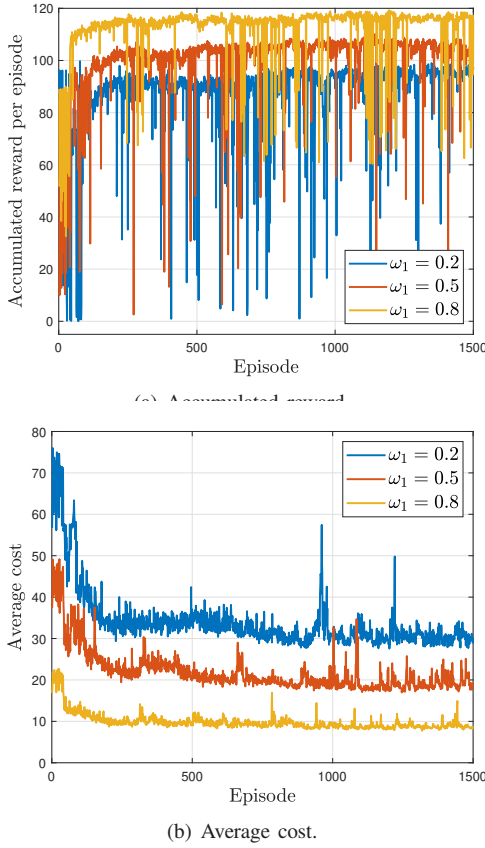 120
100
80
60
40
20
0
Accumulated reward per episode
ω₁ = 0.2
ω₁ = 0.5
ω₁ = 0.8
0 500 1000 1500
Episode
(a) Accumulated reward
80
70
60
50
40
30
20
10
0
Average cost
ω₁ = 0.2
ω₁ = 0.5
ω₁ = 0.8
0 500 1000 1500
Episode
(b) Average cost.